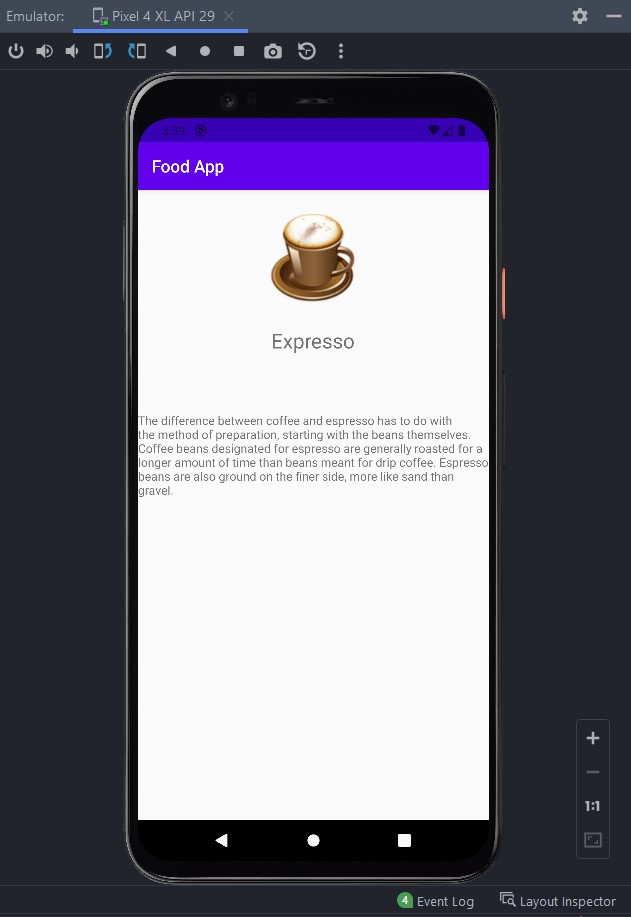 Emulator: Pixel 4 XL API 29
3:39
Food App
Expresso
The difference between coffee and espresso has to do with
the method of preparation, starting with the beans themselves.
Coffee beans designated for espresso are generally roasted for a
longer amount of time than beans meant for drip coffee. Espresso
beans are also ground on the finer side, more like sand than
gravel.
1:1
4 Event Log Layout Inspector